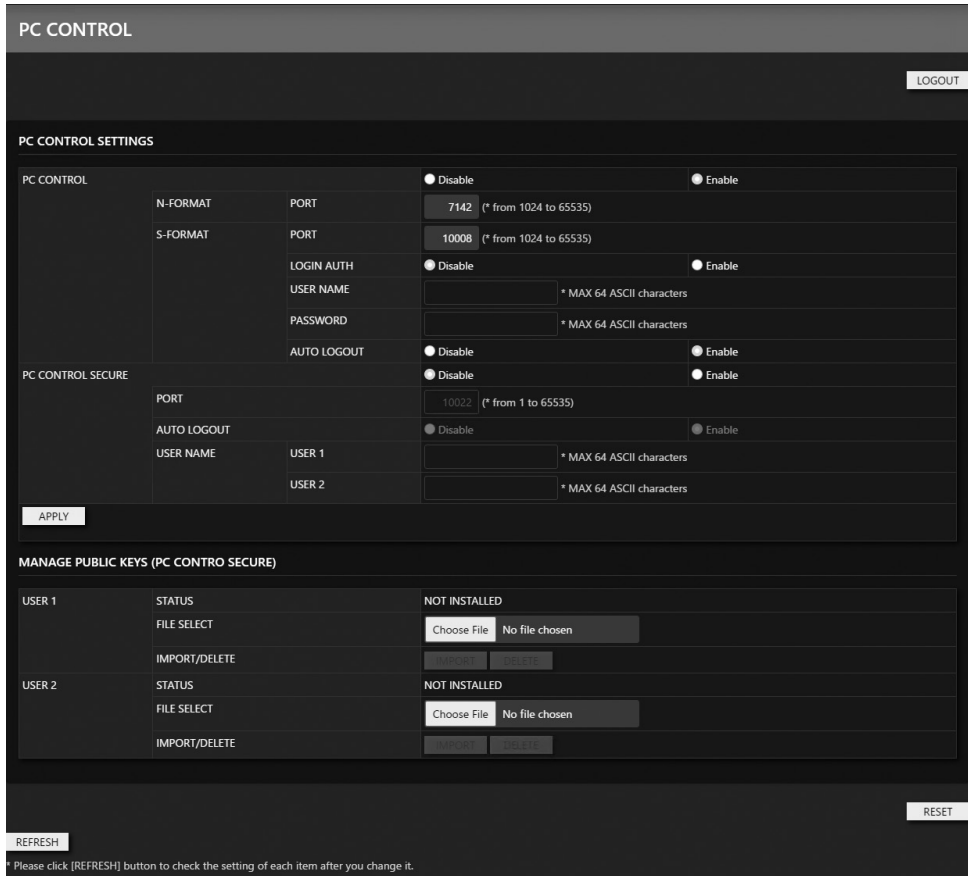 PC CONTROL
LOGOUT
PC CONTROL SETTINGS
PC CONTROL Disable Enable
N-FORMAT PORT 7142 (* from 1024 to 65535)
S-FORMAT PORT 10008 (* from 1024 to 65535)
LOGIN AUTH Disable Enable
USER NAME * MAX 64 ASCII characters
PASSWORD * MAX 64 ASCII characters
AUTO LOGOUT Disable Enable
PC CONTROL SECURE Disable Enable
PORT 10022 (* from 1 to 65535)
AUTO LOGOUT Disable Enable
USER NAME USER 1 * MAX 64 ASCII characters
USER 2 * MAX 64 ASCII characters
APPLY
MANAGE PUBLIC KEYS (PC CONTRO SECURE)
USER 1 STATUS NOT INSTALLED
FILE SELECT Choose File No file chosen
IMPORT/DELETE IMPORT DELETE
USER 2 STATUS NOT INSTALLED
FILE SELECT Choose File No file chosen
IMPORT/DELETE IMPORT DELETE
RESET
REFRESH
* Please click [REFRESH] button to check the setting of each item after you change it.